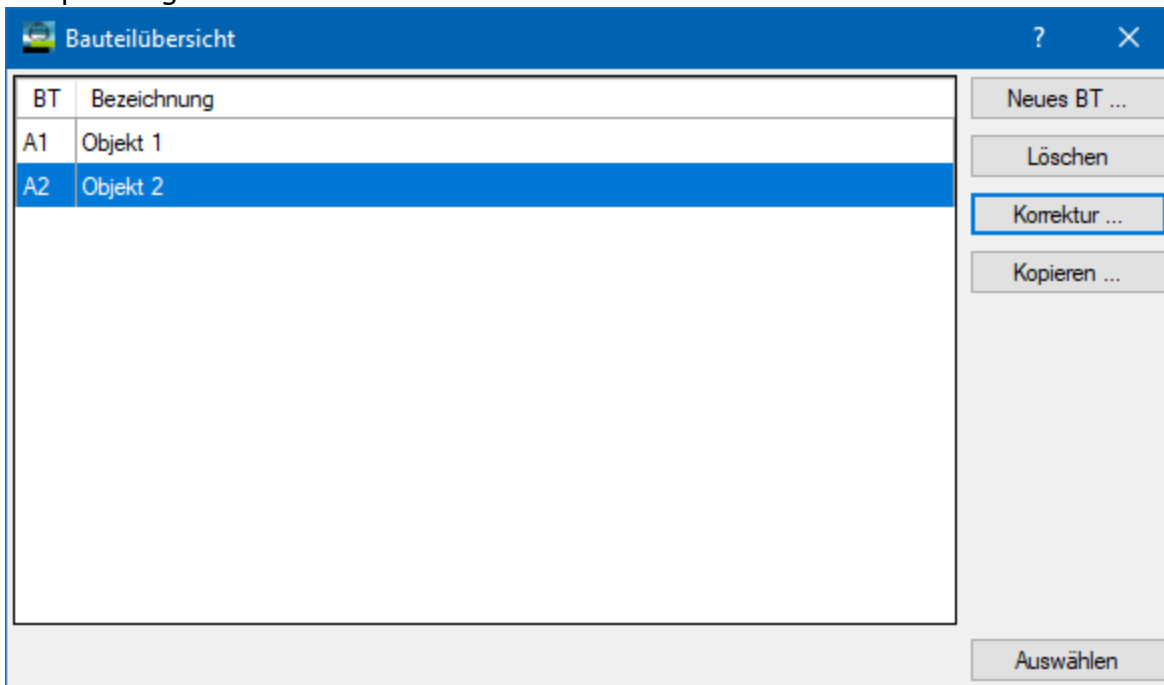 Bauteilübersicht ?
BT Bezeichnung
A1 Objekt 1
A2 Objekt 2
Neues BT ...
Löschen
Korrektur ...
Kopieren ...
Auswählen